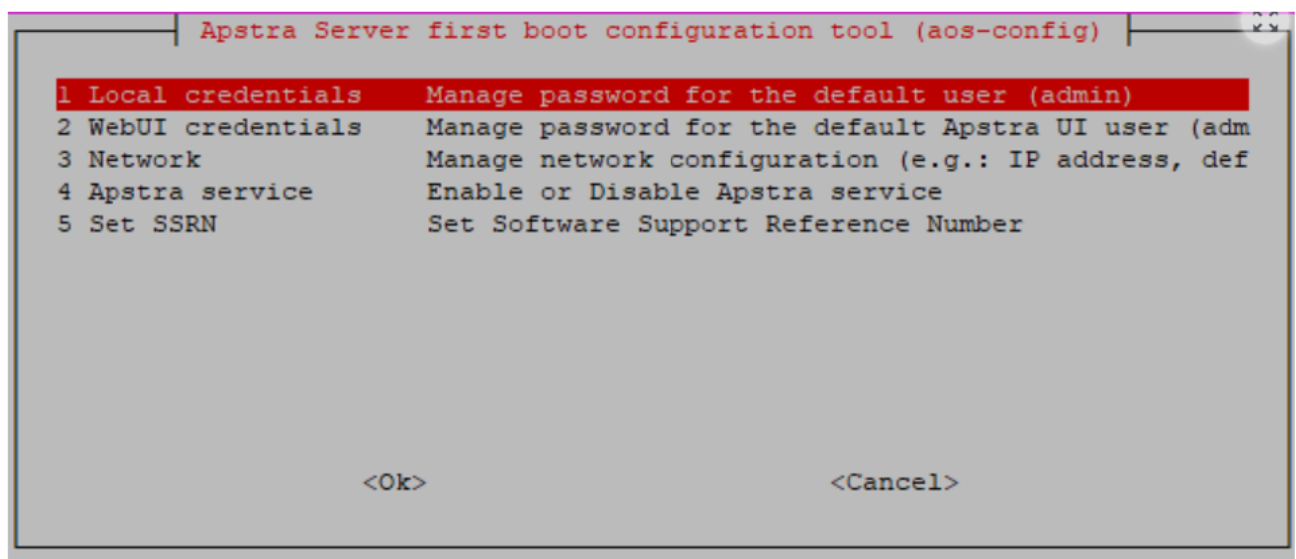 Apstra Server first boot configuration tool (aos-config)
1 Local credentials Manage password for the default user (admin)
2 WebUI credentials Manage password for the default Apstra UI user (adm
3 Network Manage network configuration (e.g.: IP address, def
4 Apstra service Enable or Disable Apstra service
5 Set SSRN Set Software Support Reference Number
<Ok> <Cancel>